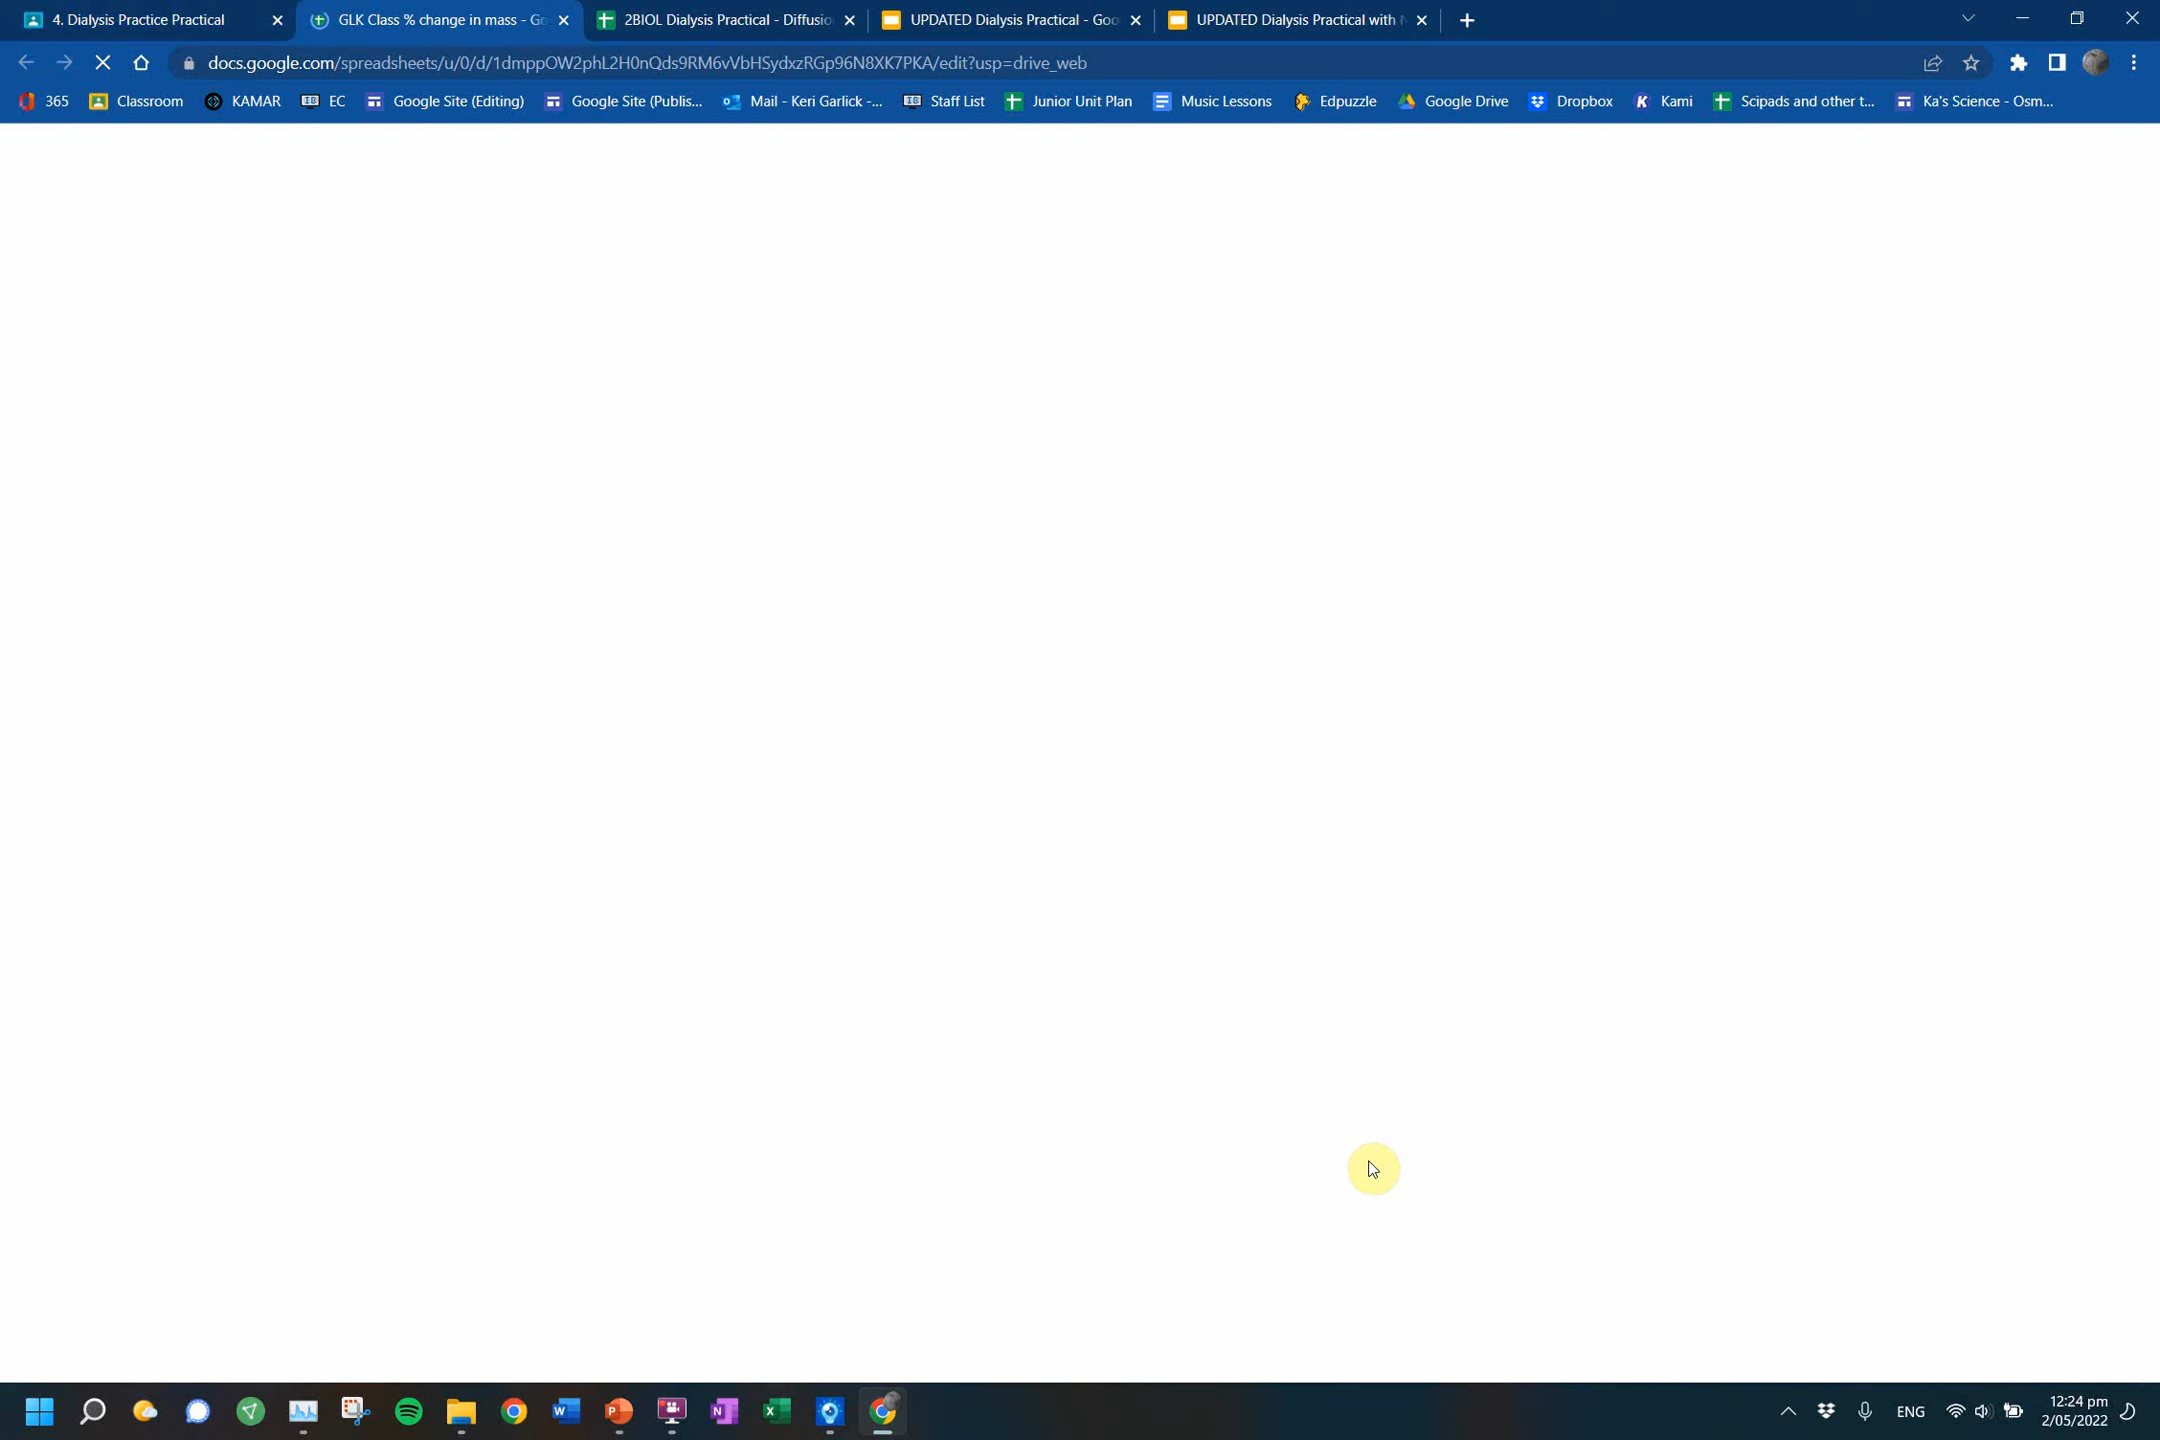 4. Dialysis Practice Practical
GLK Class % change in mass - Go
2BIOL Dialysis Practical - Diffusio
UPDATED Dialysis Practical - Goo
UPDATED Dialysis Practical with N
docs.google.com/spreadsheets/u/0/d/1dmppOW2phL2H0nQds9RM6vVbHSydxzRGp96N8XK7PKA/edit?usp=drive_web
365
Classroom
KAMAR
EC
Google Site (Editing)
Google Site (Publis...
Mail - Keri Garlick -...
Staff List
Junior Unit Plan
Music Lessons
Edpuzzle
Google Drive
Dropbox
Kami
Scipads and other t...
Ka's Science - Osm...
ENG
12:24 pm
2/05/2022